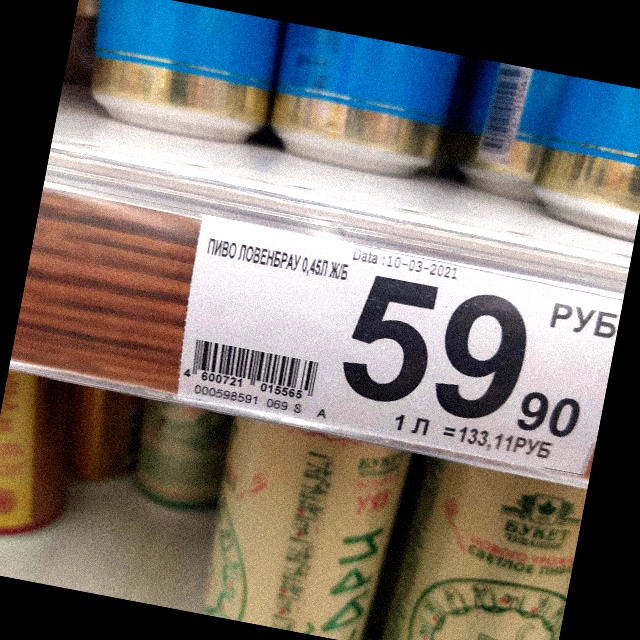 ПИВО ЛОВЕНБРАУ 0,45Л Ж/Б
Data :10-03-2021
59 90
РУБ
4 600721 015565
000598591 069 S A
1 Л =133,11РУБ